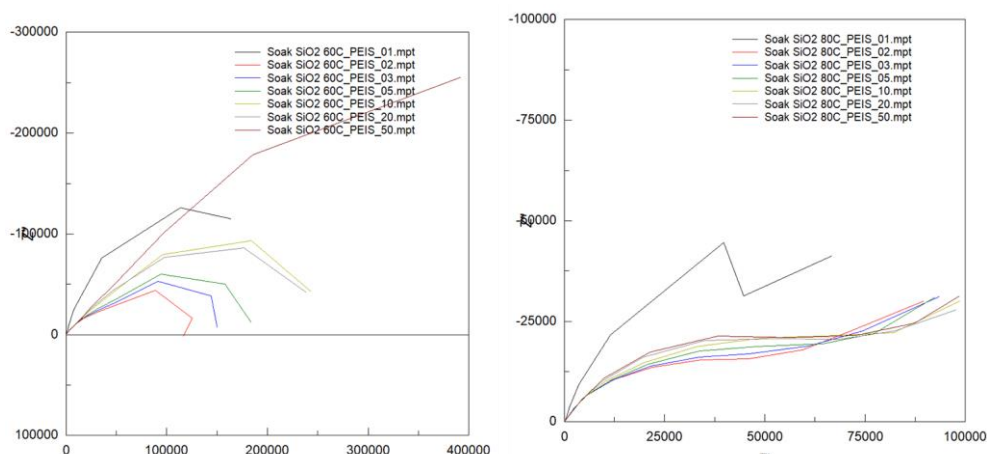 -300000
-200000
-100000
0
100000
Z''
0
100000
200000
300000
400000
Soak SiO2 60C_PEIS_01.mpt
Soak SiO2 60C_PEIS_02.mpt
Soak SiO2 60C_PEIS_03.mpt
Soak SiO2 60C_PEIS_05.mpt
Soak SiO2 60C_PEIS_10.mpt
Soak SiO2 60C_PEIS_20.mpt
Soak SiO2 60C_PEIS_50.mpt
-100000
-75000
-50000
-25000
0
0
25000
50000
75000
100000
Soak SiO2 80C_PEIS_01.mpt
Soak SiO2 80C_PEIS_02.mpt
Soak SiO2 80C_PEIS_03.mpt
Soak SiO2 80C_PEIS_05.mpt
Soak SiO2 80C_PEIS_10.mpt
Soak SiO2 80C_PEIS_20.mpt
Soak SiO2 80C_PEIS_50.mpt